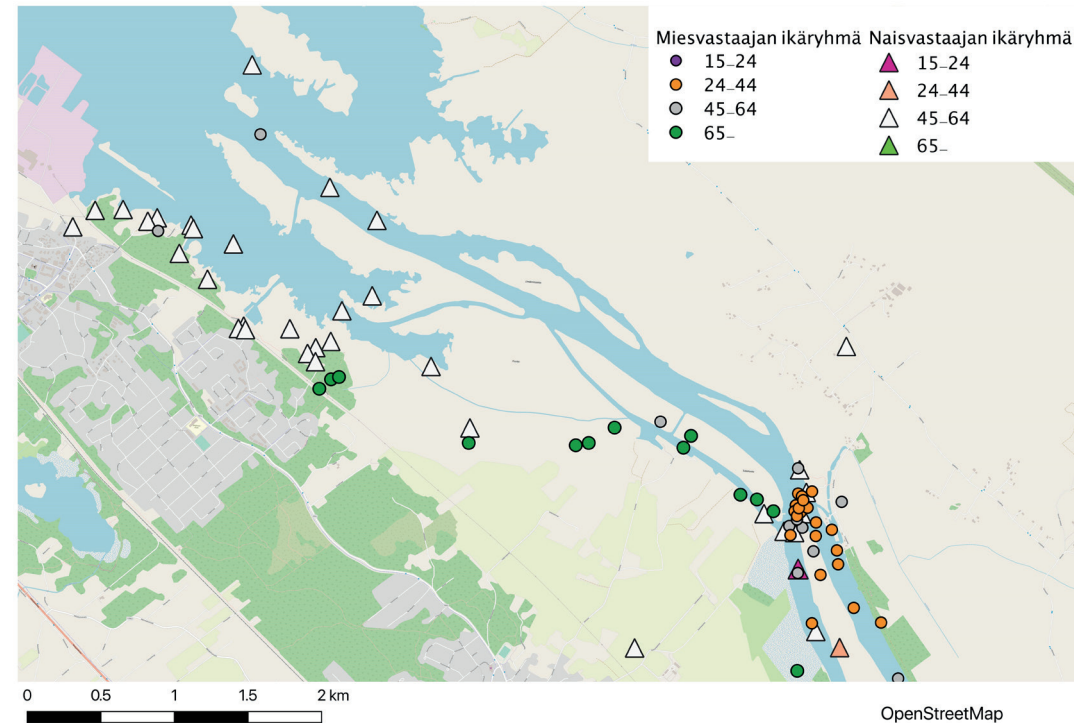 Miesvastaajan ikäryhmä
15–24
24–44
45–64
65–
Naisvastaajan ikäryhmä
15–24
24–44
45–64
65–
0 0.5 1 1.5 2 km
OpenStreetMap